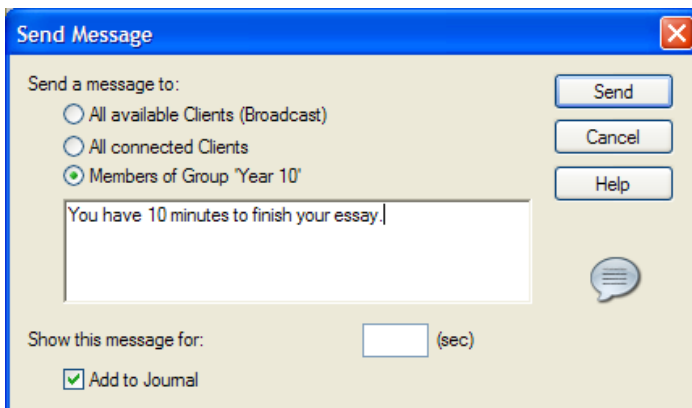 Send Message
Send a message to:
All available Clients (Broadcast)
All connected Clients
Members of Group 'Year 10'
You have 10 minutes to finish your essay.
Show this message for: (sec)
Add to Journal
Send
Cancel
Help